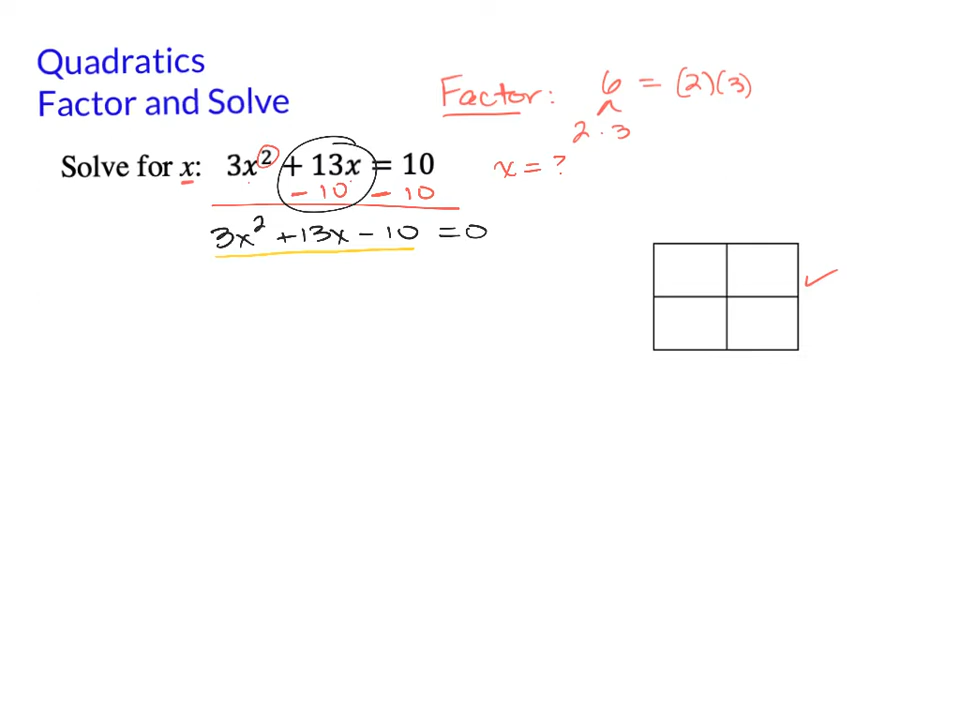 Quadratics
Factor and Solve
Factor: 6 = (2)(3)
2 · 3
Solve for x: 3x² + 13x = 10
x = ?
− 10 − 10
3x² + 13x − 10 = 0